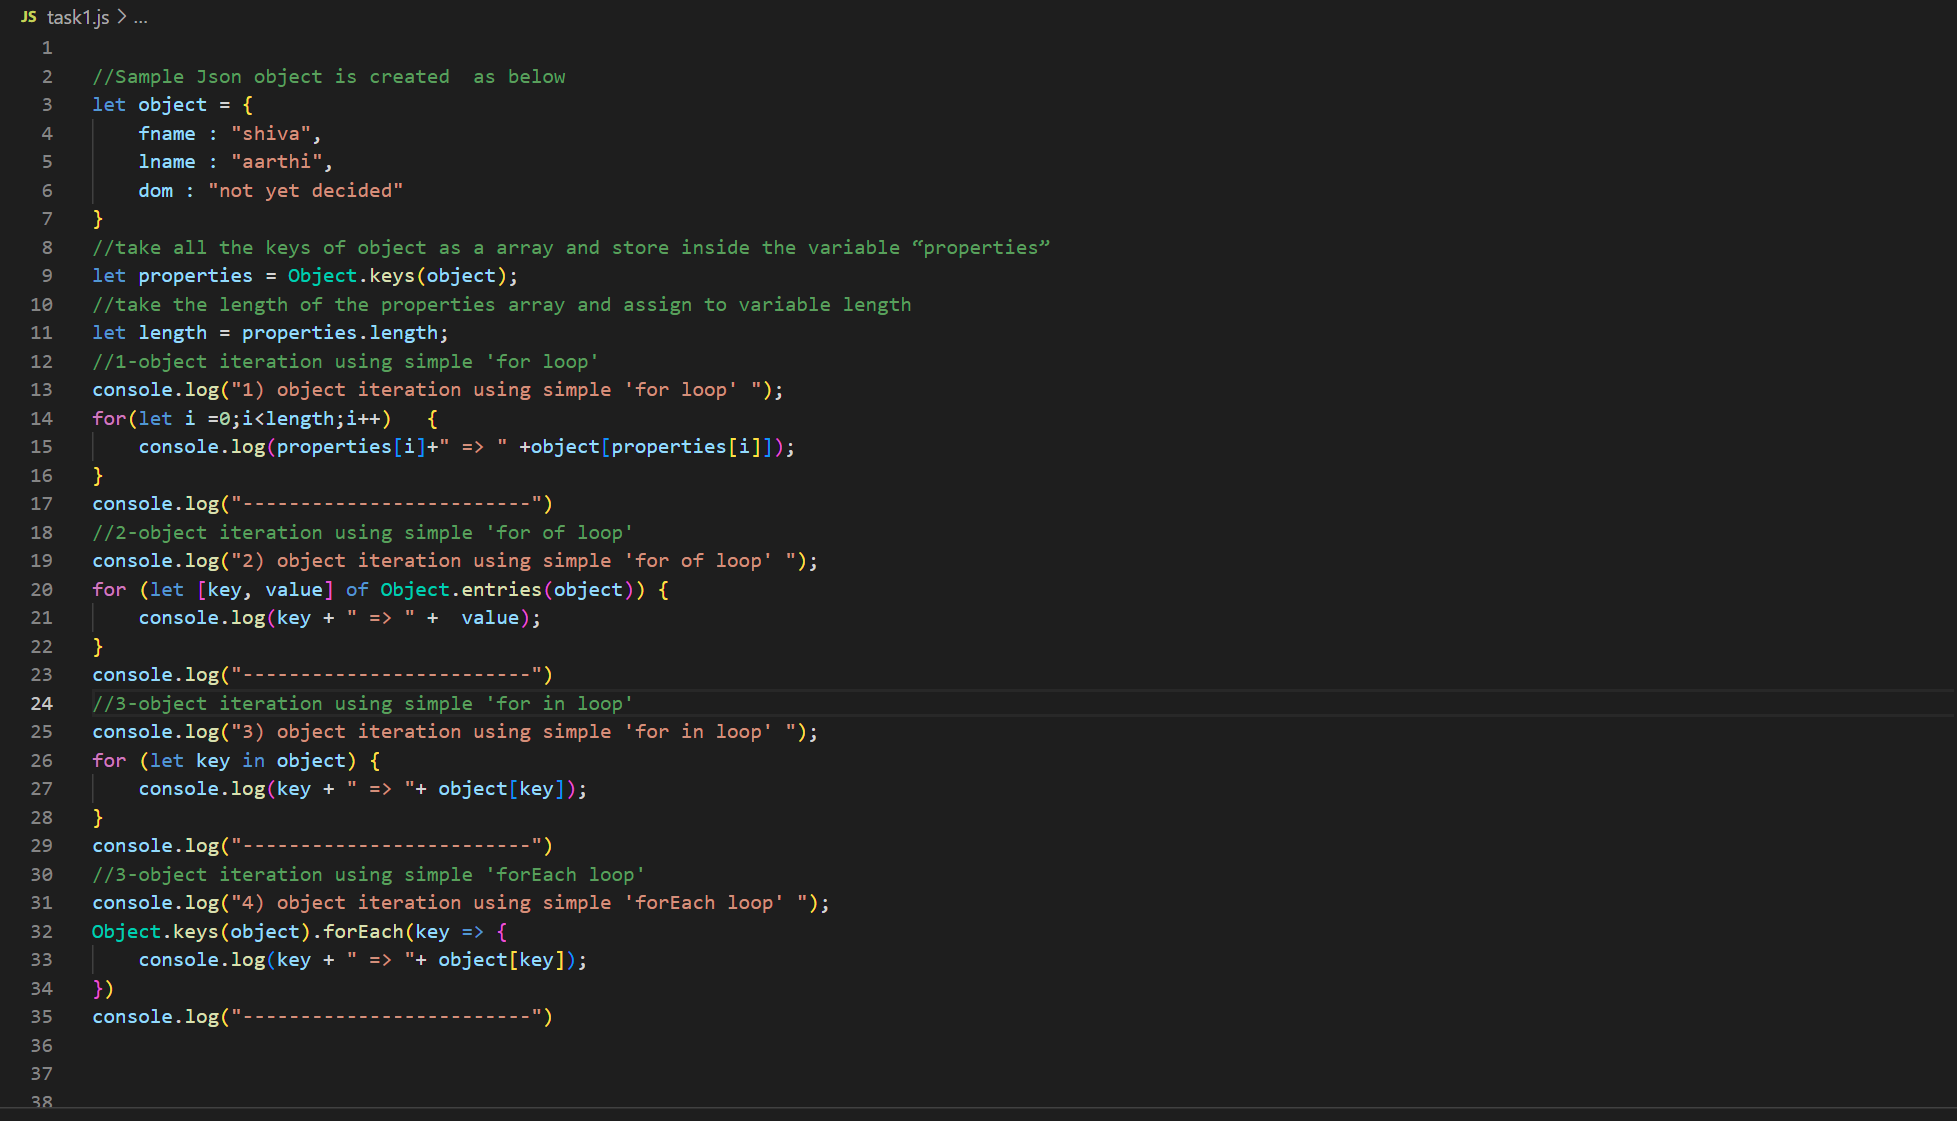 JS task1.js > ...
1
2 //Sample Json object is created  as below
3 let object = {
4     fname : "shiva",
5     lname : "aarthi",
6     dom : "not yet decided"
7 }
8 //take all the keys of object as a array and store inside the variable “properties”
9 let properties = Object.keys(object);
10 //take the length of the properties array and assign to variable length
11 let length = properties.length;
12 //1-object iteration using simple 'for loop'
13 console.log("1) object iteration using simple 'for loop' ");
14 for(let i =0;i<length;i++)   {
15     console.log(properties[i]+" => " +object[properties[i]]);
16 }
17 console.log("-------------------------")
18 //2-object iteration using simple 'for of loop'
19 console.log("2) object iteration using simple 'for of loop' ");
20 for (let [key, value] of Object.entries(object)) {
21     console.log(key + " => " +  value);
22 }
23 console.log("-------------------------")
24 //3-object iteration using simple 'for in loop'
25 console.log("3) object iteration using simple 'for in loop' ");
26 for (let key in object) {
27     console.log(key + " => "+ object[key]);
28 }
29 console.log("-------------------------")
30 //3-object iteration using simple 'forEach loop'
31 console.log("4) object iteration using simple 'forEach loop' ");
32 Object.keys(object).forEach(key => {
33     console.log(key + " => "+ object[key]);
34 })
35 console.log("-------------------------")
36
37
38